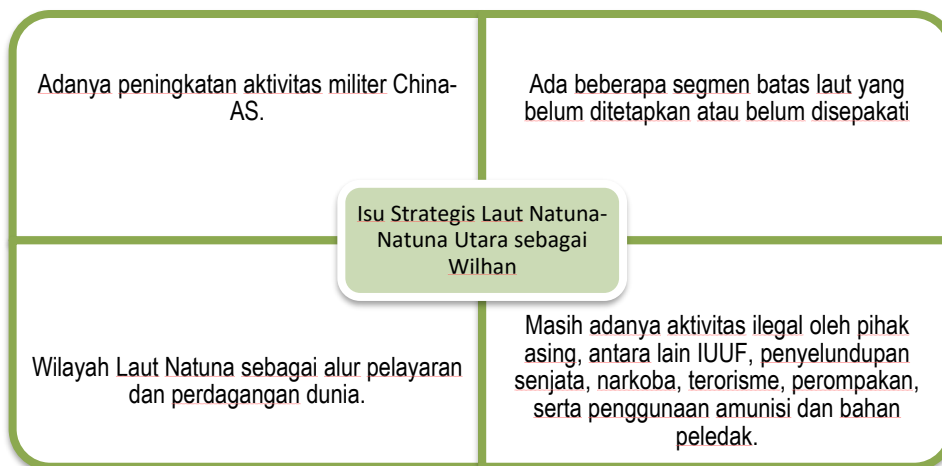 Adanya peningkatan aktivitas militer China-
AS.
Ada beberapa segmen batas laut yang
belum ditetapkan atau belum disepakati
Isu Strategis Laut Natuna-
Natuna Utara sebagai
Wilhan
Wilayah Laut Natuna sebagai alur pelayaran
dan perdagangan dunia.
Masih adanya aktivitas ilegal oleh pihak
asing, antara lain IUUF, penyelundupan
senjata, narkoba, terorisme, perompakan,
serta penggunaan amunisi dan bahan
peledak.